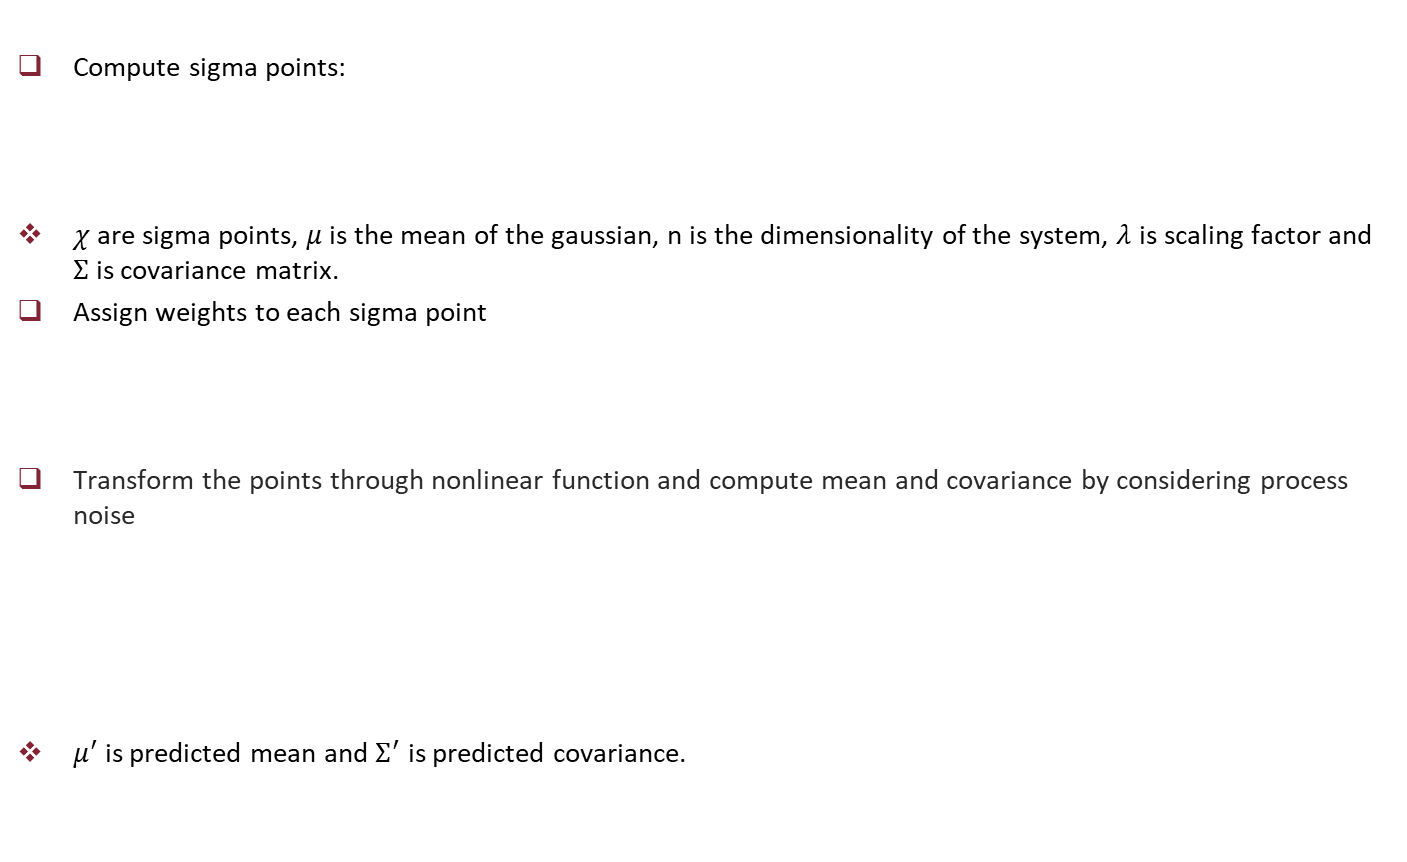 Compute sigma points:
χ are sigma points, μ is the mean of the gaussian, n is the dimensionality of the system, λ is scaling factor and
Σ is covariance matrix.
Assign weights to each sigma point
Transform the points through nonlinear function and compute mean and covariance by considering process
noise
μ′ is predicted mean and Σ′ is predicted covariance.